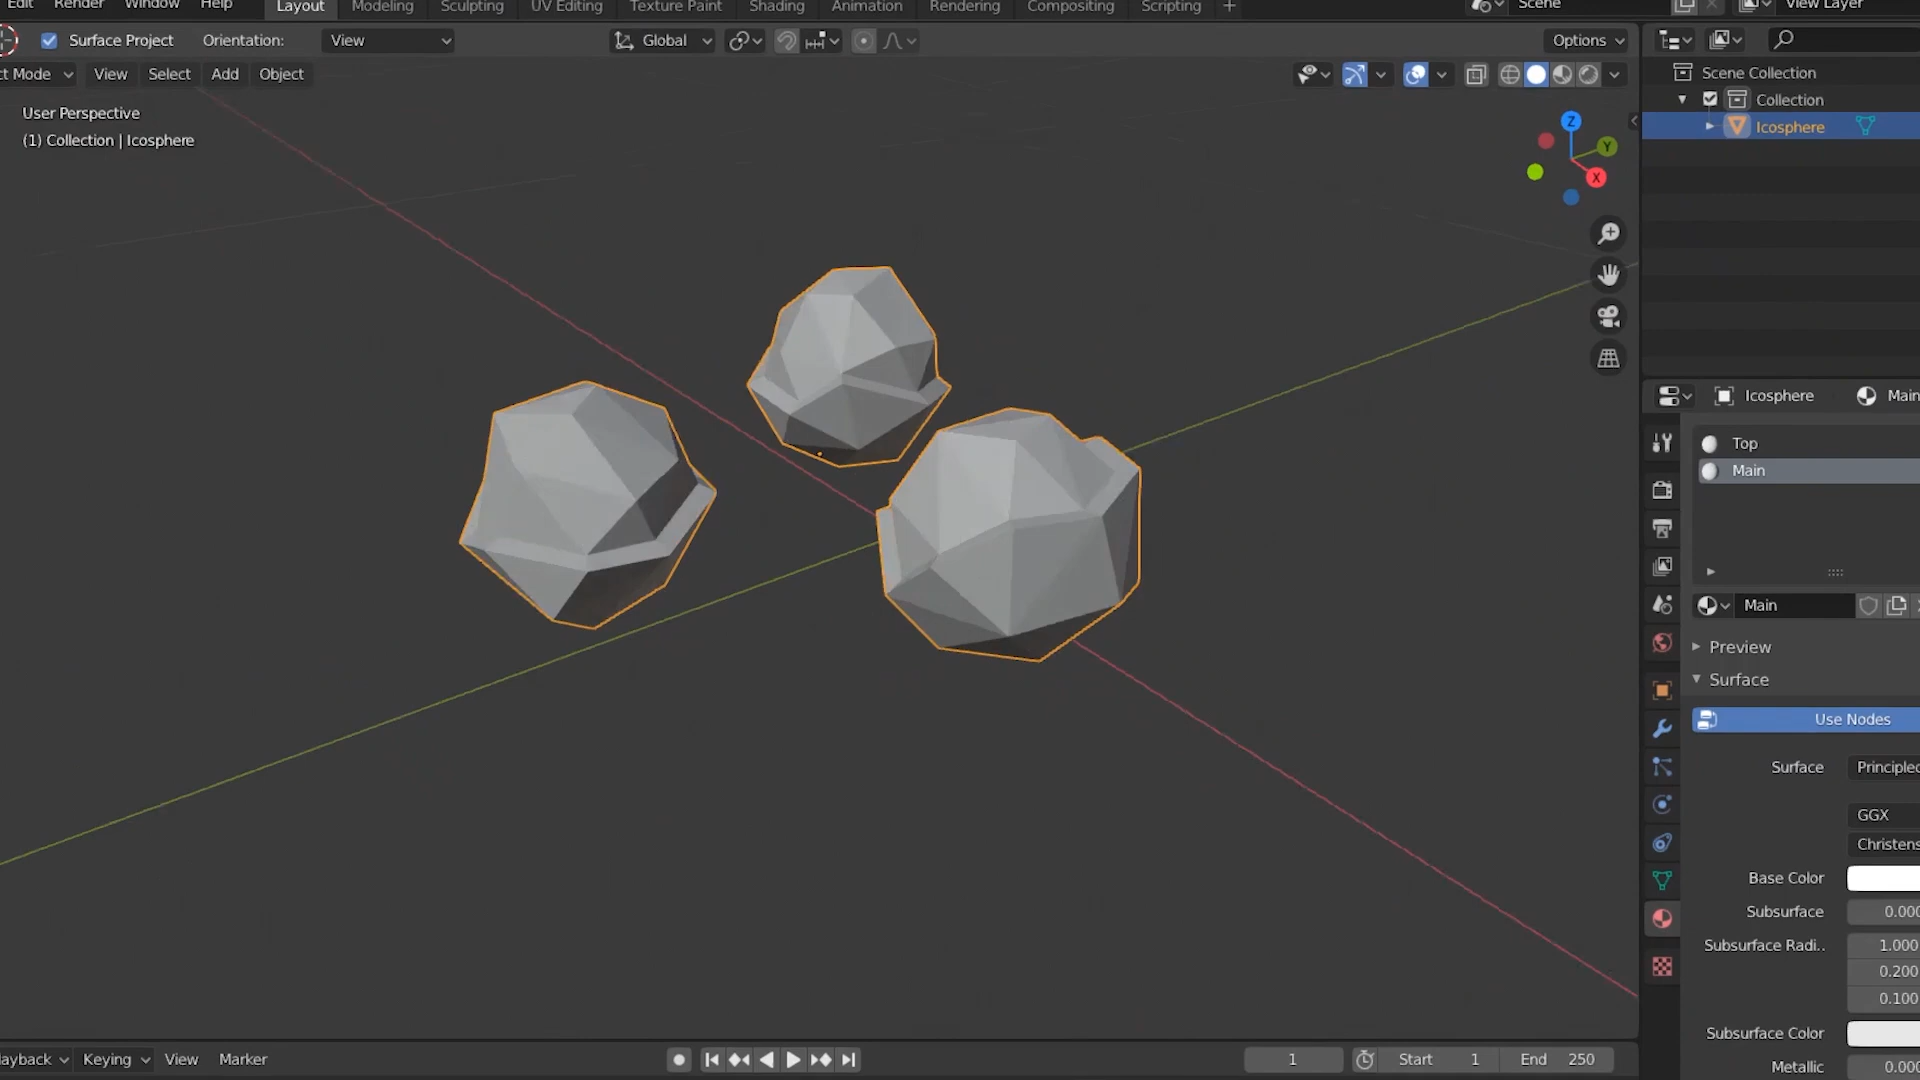 Edit Render Window Help Layout Modeling Sculpting UV Editing Texture Paint Shading Animation Rendering Compositing Scripting + Scene View Layer
Surface Project Orientation: View Global Options
ct Mode View Select Add Object
User Perspective
(1) Collection | Icosphere
Z
Y
X
Scene Collection
Collection
Icosphere
Icosphere Main
Top
Main
Main
Preview
Surface
Use Nodes
Surface Principled
GGX
Christens
Base Color
Subsurface 0.000
Subsurface Radi.. 1.000
0.200
0.100
Subsurface Color
Metallic 0.000
layback Keying View Marker 1 Start 1 End 250